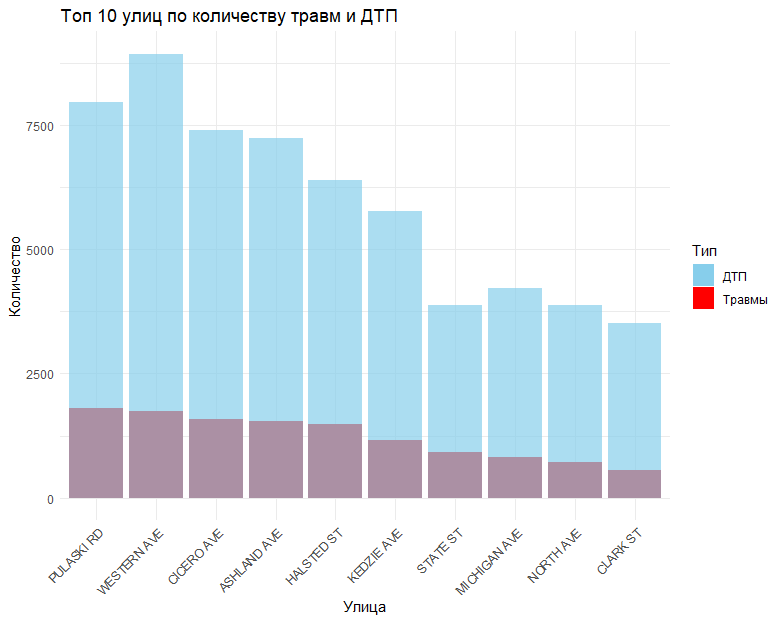 Топ 10 улиц по количеству травм и ДТП
Количество
7500
5000
2500
0
PULASKI RD
WESTERN AVE
CICERO AVE
ASHLAND AVE
HALSTED ST
KEDZIE AVE
STATE ST
MICHIGAN AVE
NORTH AVE
CLARK ST
Улица
Тип
ДТП
Травмы